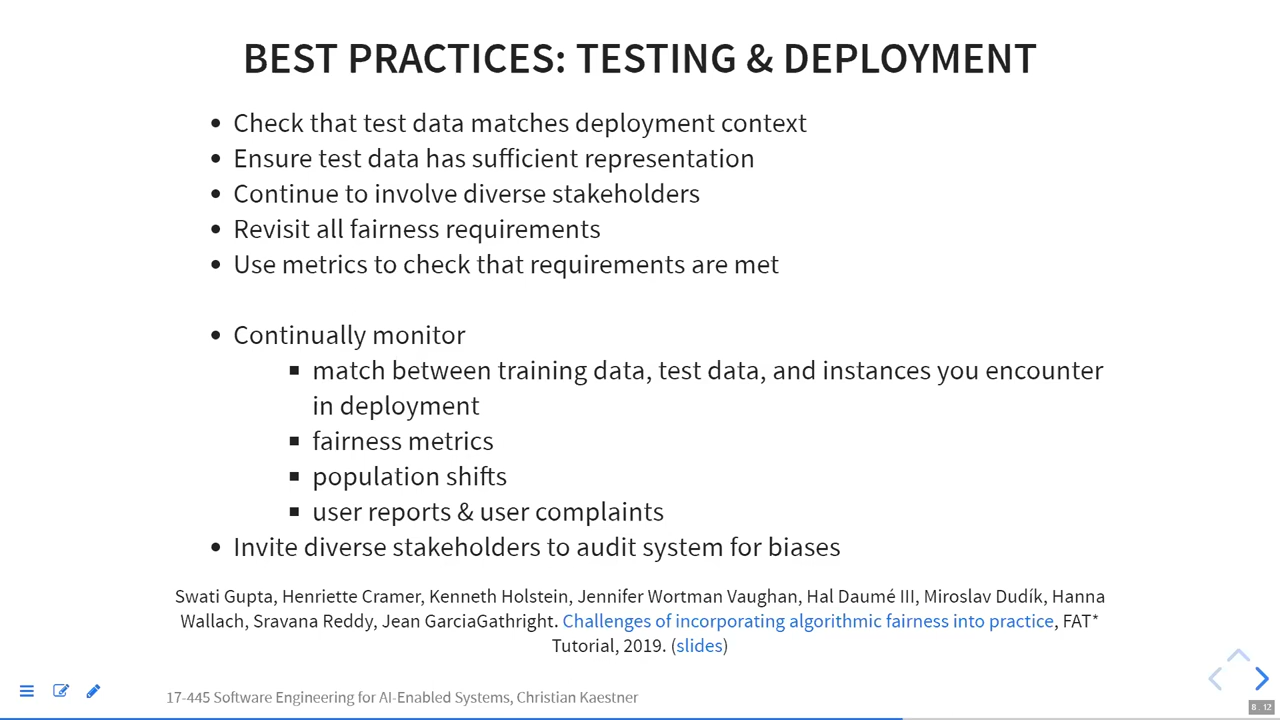 BEST PRACTICES: TESTING & DEPLOYMENT
• Check that test data matches deployment context
• Ensure test data has sufficient representation
• Continue to involve diverse stakeholders
• Revisit all fairness requirements
• Use metrics to check that requirements are met
• Continually monitor
▪ match between training data, test data, and instances you encounter
in deployment
▪ fairness metrics
▪ population shifts
▪ user reports & user complaints
• Invite diverse stakeholders to audit system for biases
Swati Gupta, Henriette Cramer, Kenneth Holstein, Jennifer Wortman Vaughan, Hal Daumé III, Miroslav Dudík, Hanna
Wallach, Sravana Reddy, Jean GarciaGathright. Challenges of incorporating algorithmic fairness into practice, FAT*
Tutorial, 2019. (slides)
17-445 Software Engineering for AI-Enabled Systems, Christian Kaestner
8 . 12